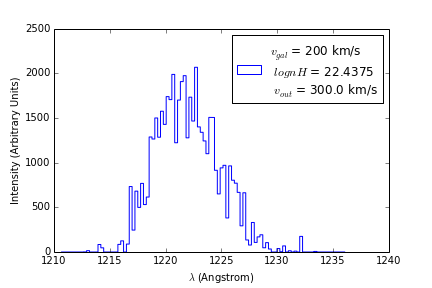 2500
2000
1500
1000
500
0
Intensity (Arbitrary Units)
v_gal = 200 km/s
lognH = 22.4375
v_out = 300.0 km/s
1210 1215 1220 1225 1230 1235 1240
λ (Angstrom)